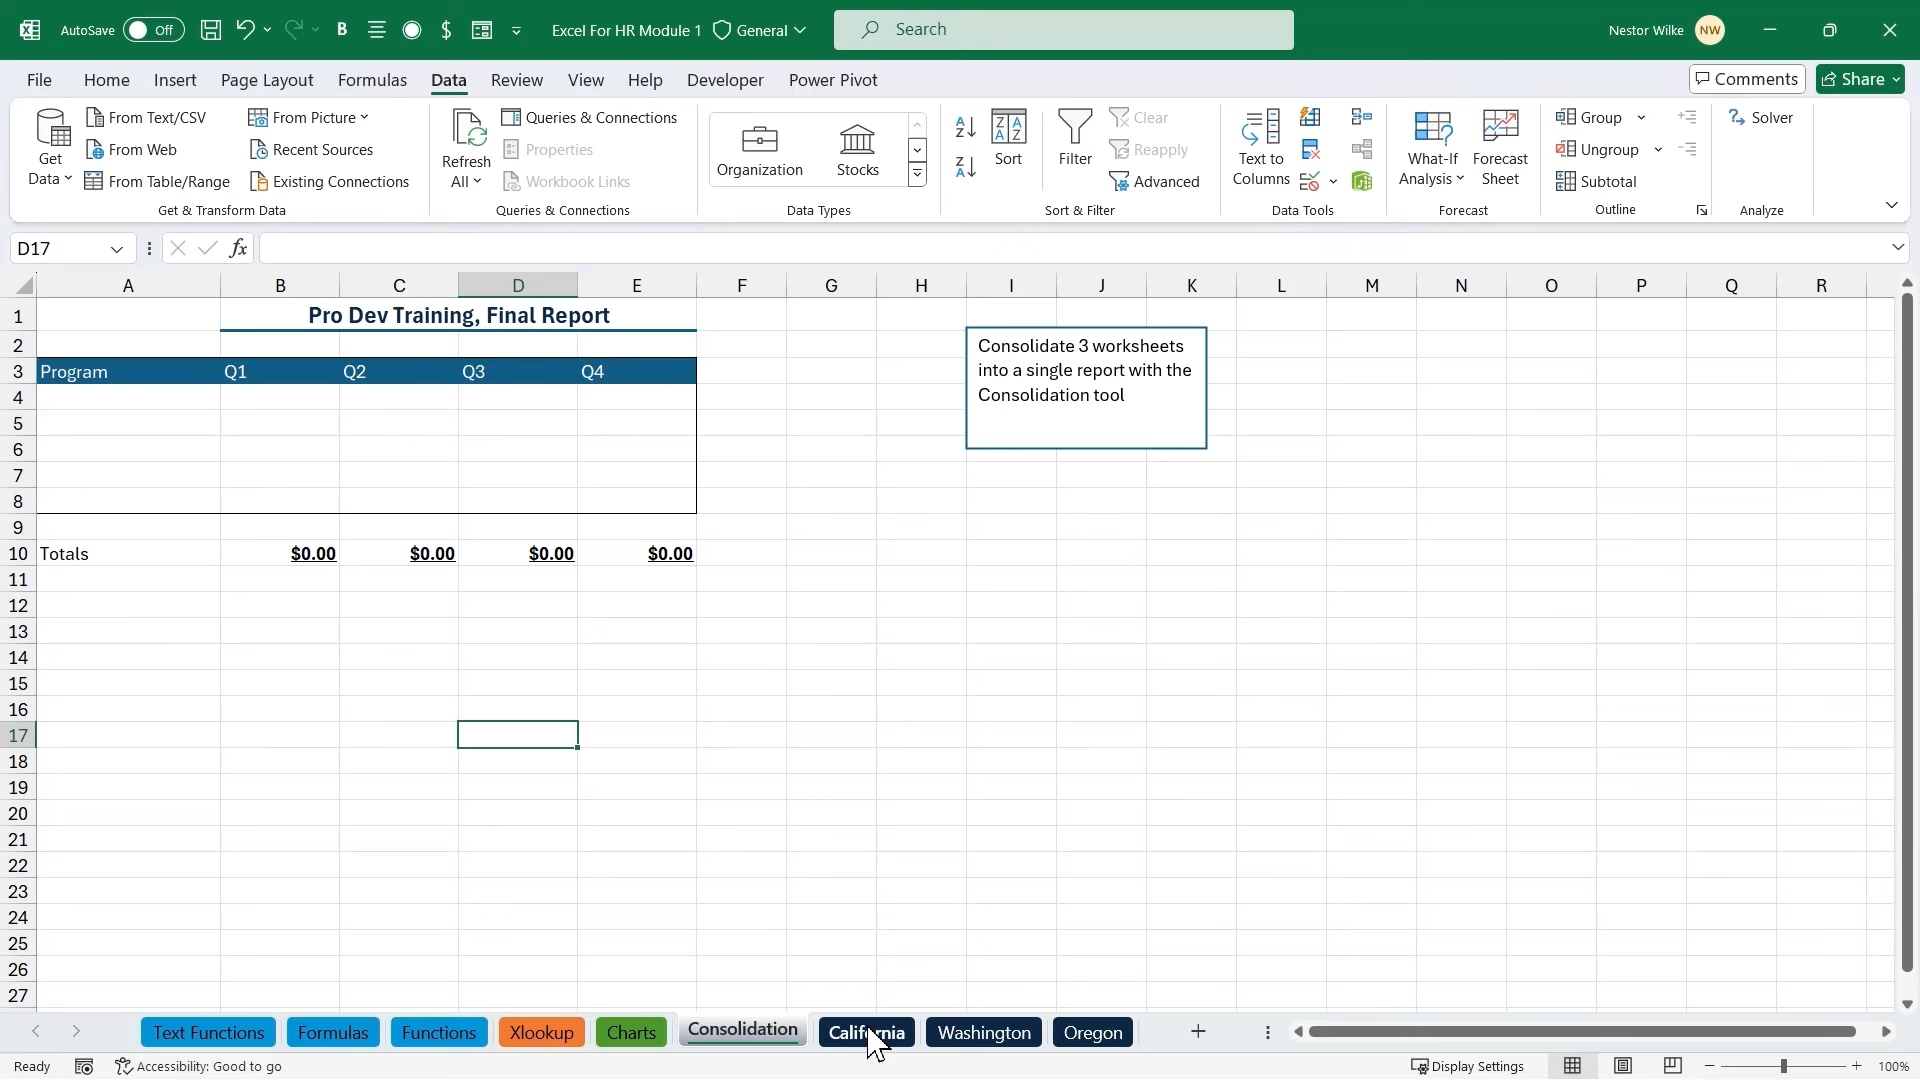 AutoSave Off B $ Excel For HR Module 1 General Search Nestor Wilke NW
File Home Insert Page Layout Formulas Data Review View Help Developer Power Pivot Comments Share
Get Data
From Text/CSV
From Web
From Table/Range
From Picture
Recent Sources
Existing Connections
Get & Transform Data
Refresh All
Queries & Connections
Properties
Workbook Links
Queries & Connections
Organization Stocks
Data Types
Sort
Filter
Clear
Reapply
Advanced
Sort & Filter
Text to Columns
Data Tools
What-If Analysis
Forecast Sheet
Forecast
Group
Ungroup
Subtotal
Outline
Solver
Analyze
D17 fx
A B C D E F G H I J K L M N O P Q R
1 Pro Dev Training, Final Report
2
3 Program Q1 Q2 Q3 Q4
4
5
6
7
8
9
10 Totals $0.00 $0.00 $0.00 $0.00
11
12
13
14
15
16
17
18
19
20
21
22
23
24
25
26
27
Consolidate 3 worksheets
into a single report with the
Consolidation tool
Text Functions Formulas Functions Xlookup Charts Consolidation California Washington Oregon
Ready Accessibility: Good to go Display Settings 100%